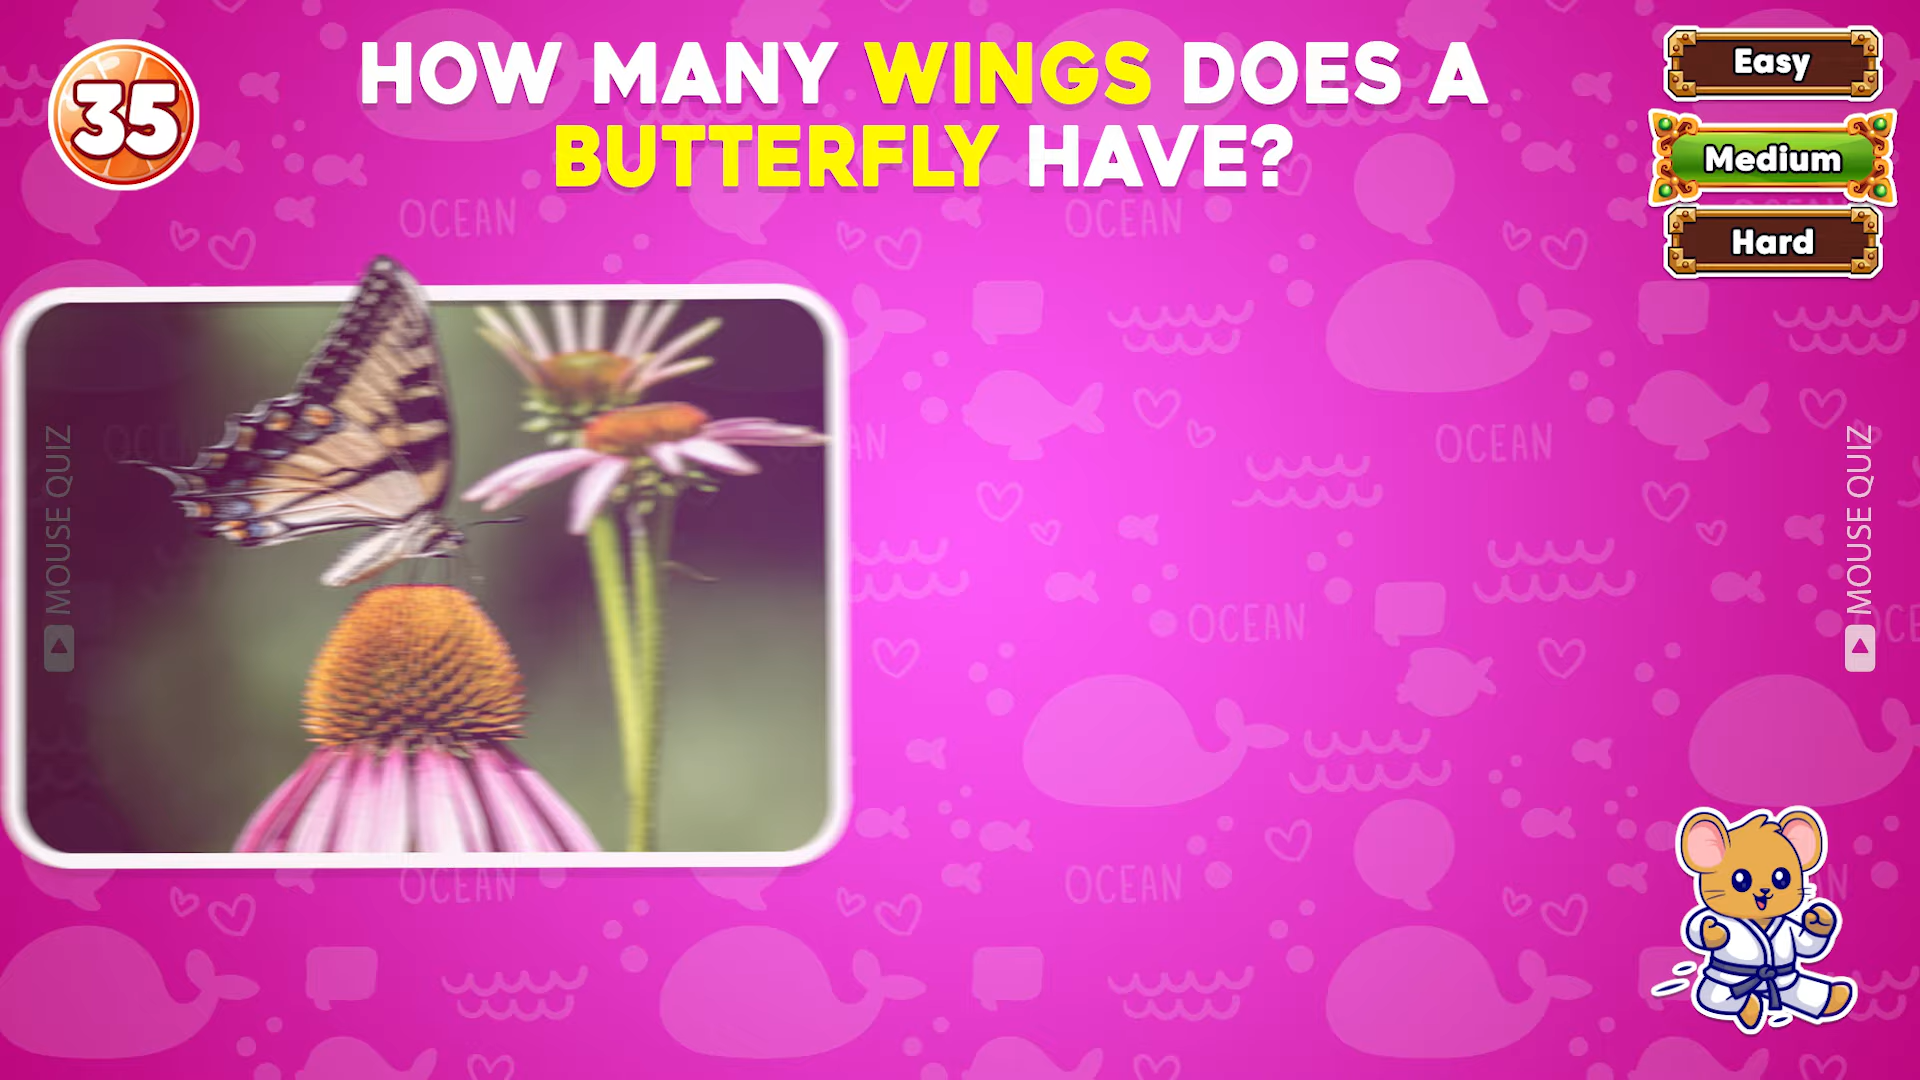 35
HOW MANY WINGS DOES A
BUTTERFLY HAVE?
Easy
Medium
Hard
MOUSE QUIZ
MOUSE QUIZ
OCEAN
OCEAN
OCEAN
OCEAN
OCEAN
OCEAN